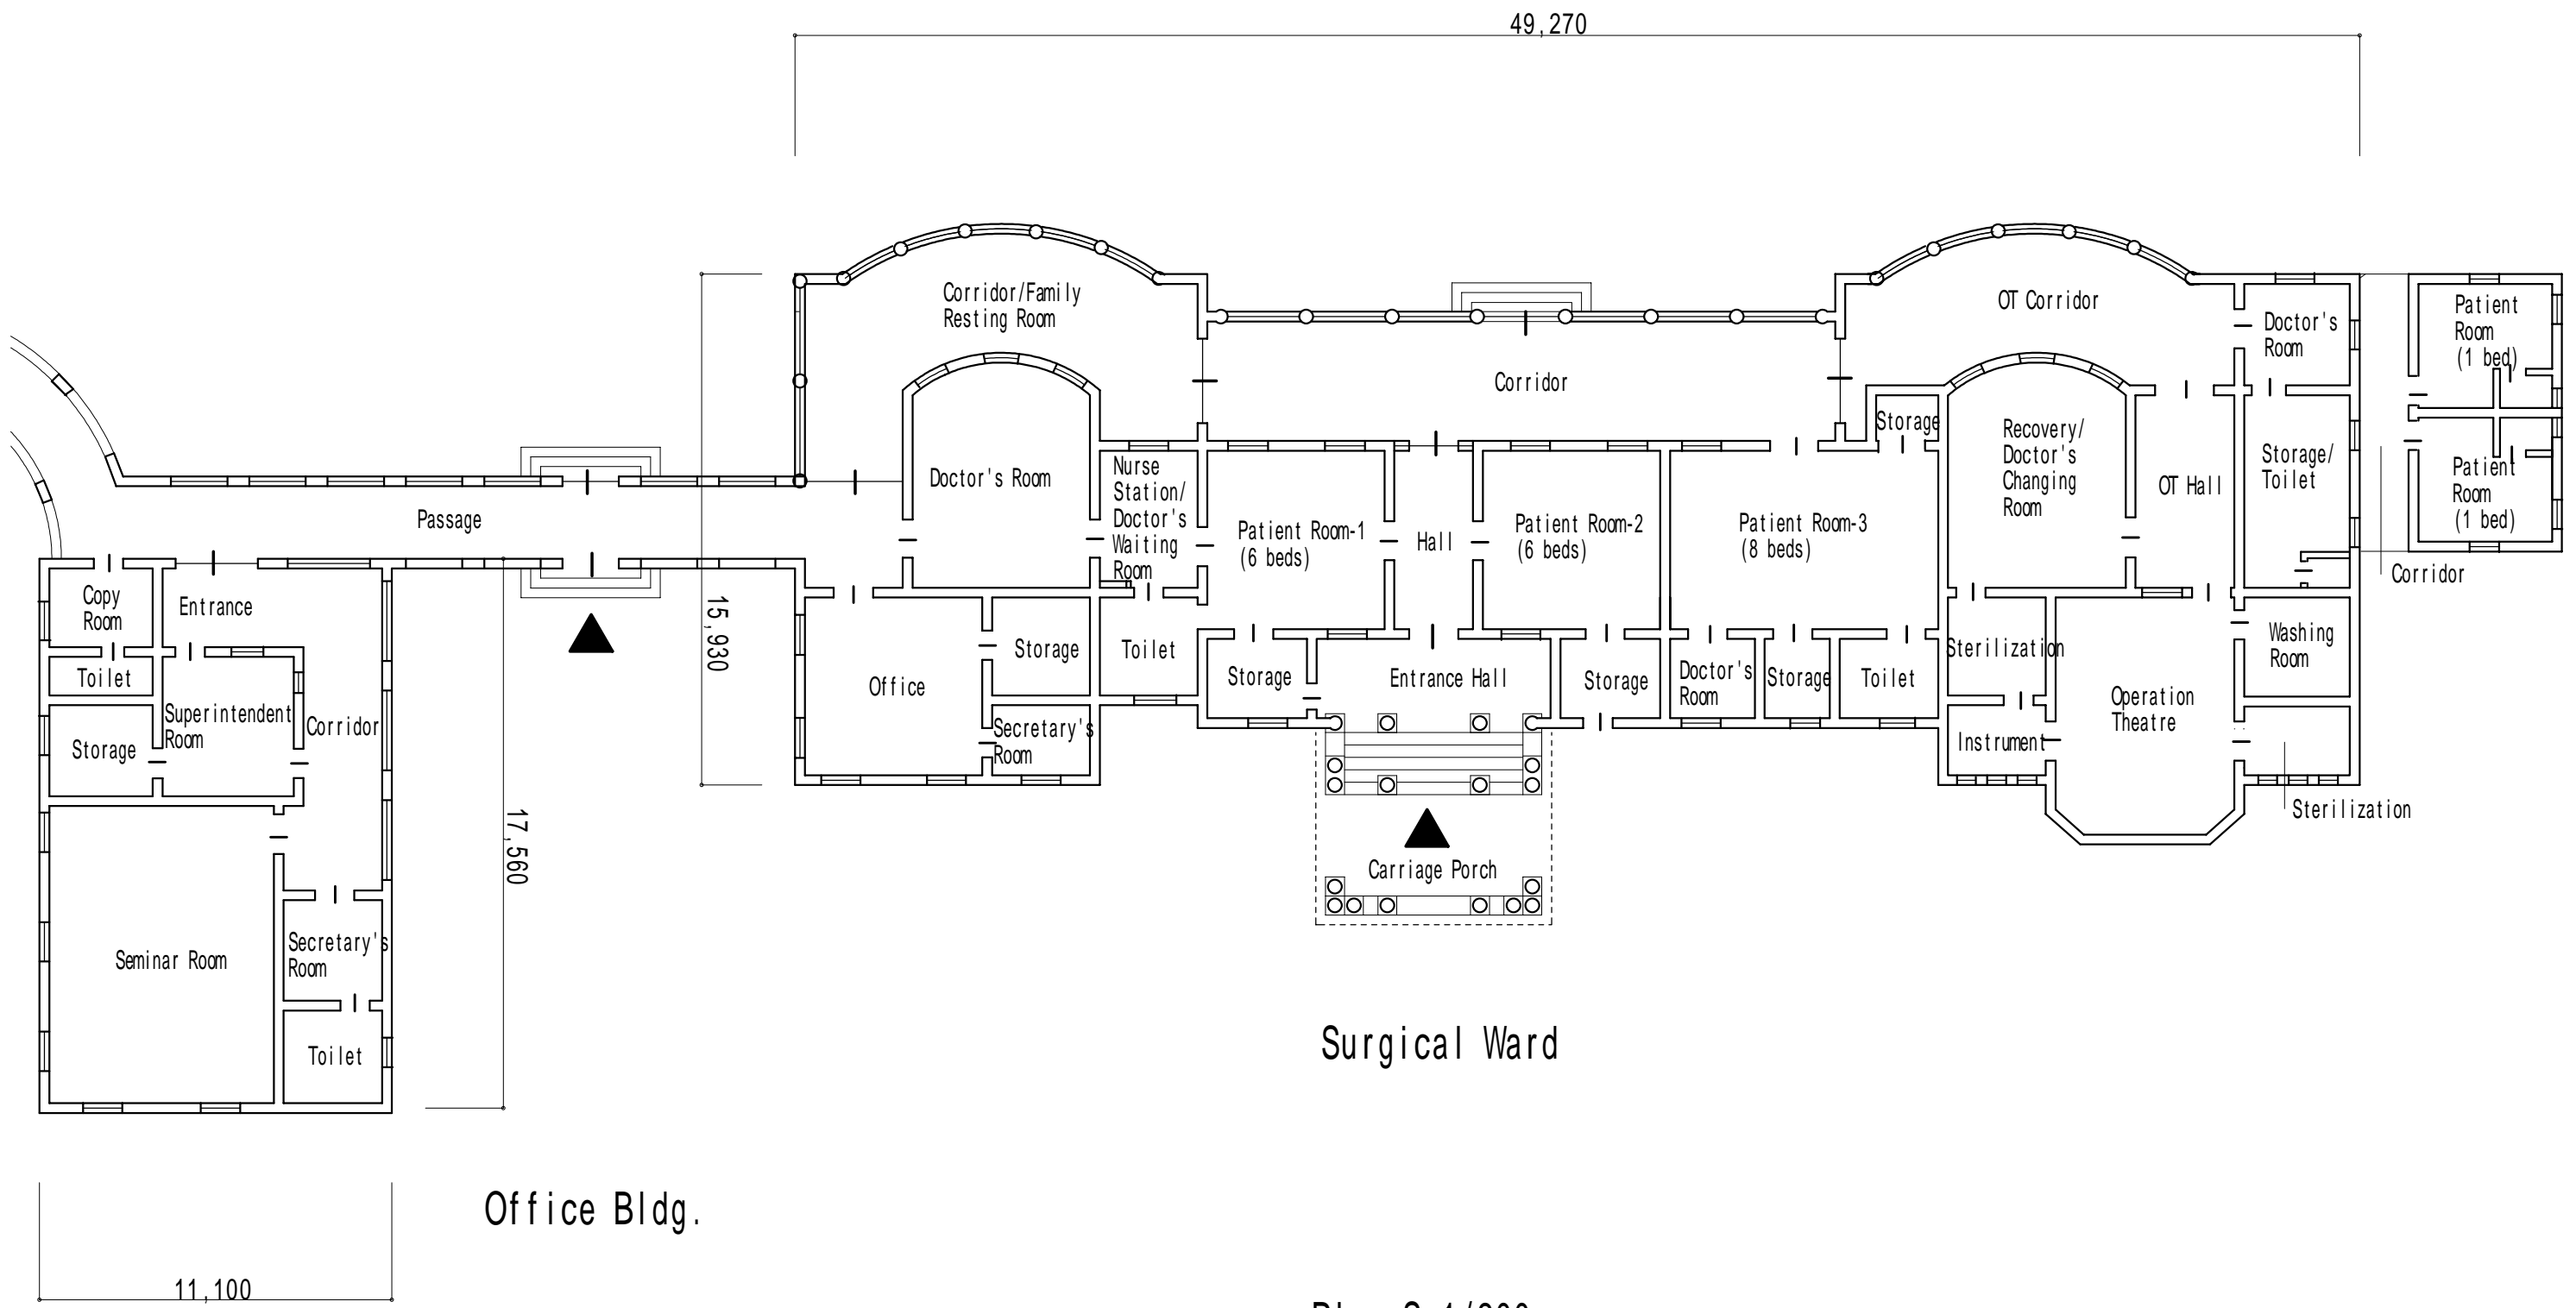 49,270
Corridor/Family
Resting Room
OT Corridor
Doctor's
Room
Patient
Room
(1 bed)
Corridor
Storage
Recovery/
Doctor's
Changing
Room
OT Hall
Storage/
Toilet
Patient
Room
(1 bed)
Corridor
Passage
Doctor's Room
Nurse
Station/
Doctor's
Waiting
Room
Patient Room-1
(6 beds)
Hall
Patient Room-2
(6 beds)
Patient Room-3
(8 beds)
Copy
Room
Entrance
Toilet
Superintendent
Room
Corridor
Storage
15,930
Office
Storage
Secretary's
Room
Toilet
Storage
Entrance Hall
Storage
Doctor's
Room
Storage
Toilet
Sterilization
Instrument
Operation
Theatre
Washing
Room
Sterilization
17,560
Carriage Porch
Seminar Room
Secretary's
Room
Toilet
Surgical Ward
Office Bldg.
11,100